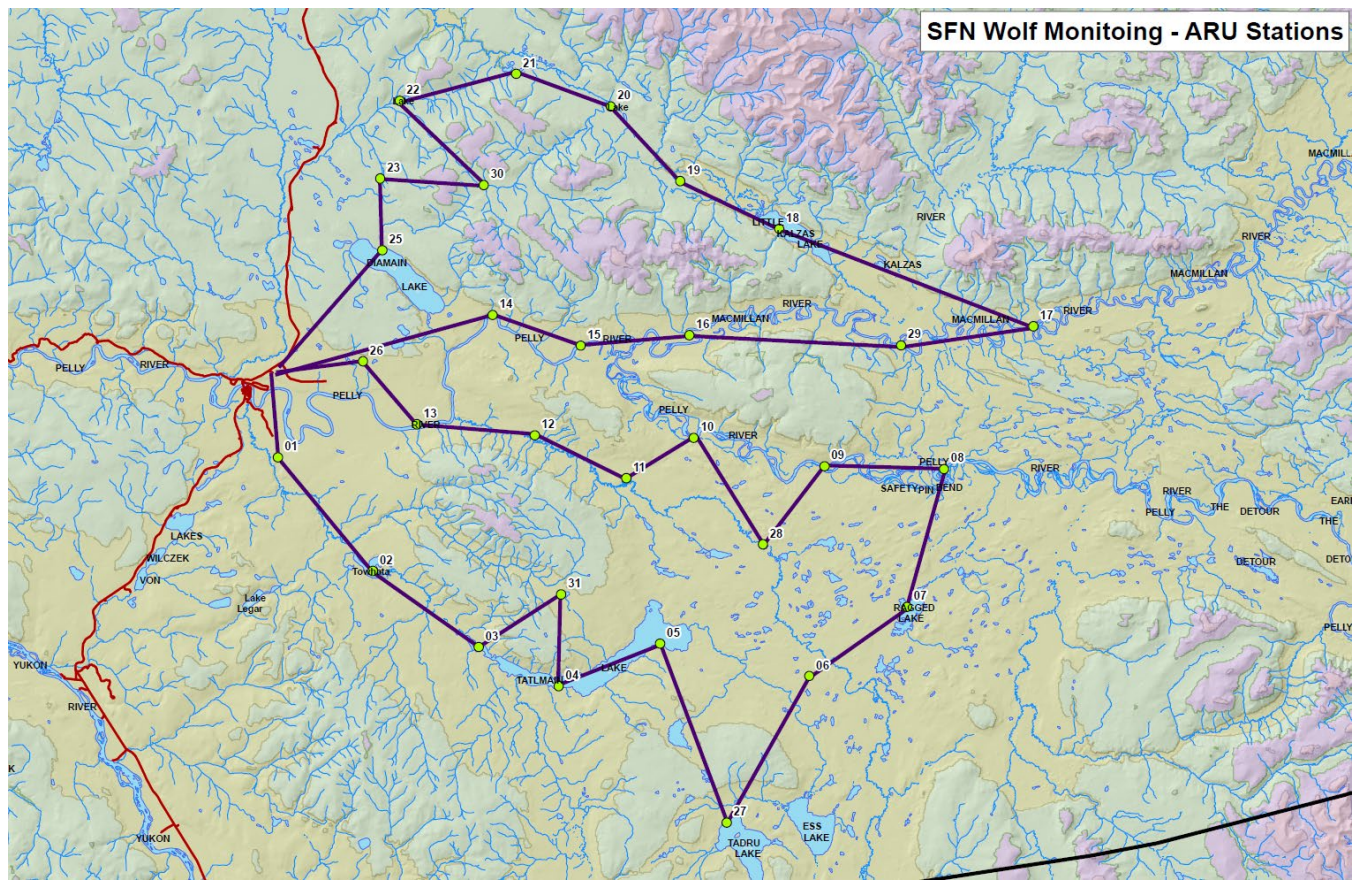 SFN Wolf Monitoing - ARU Stations
21
22
Lake
20
Lake
23
30
19
18
LITTLE
KALZAS
LAKE
RIVER
KALZAS
MACMILLAN
RIVER
MACMILLAN
RIVER
MACMILLAN
17
25
DIAMAIN
LAKE
14
15
PELLY
RIVER
16
MACMILLAN
RIVER
29
PELLY
RIVER
26
PELLY
13
RIVER
12
11
10
PELLY
RIVER
09
08
PELLY
SAFETY
PIN
BEND
RIVER
RIVER
PELLY
THE
DETOUR
THE
DETOUR
01
28
LAKES
WILCZEK
VON
02
Towhata
Lake
Legar
31
03
04
TATLMAIN
LAKE
05
07
RAGGED
LAKE
06
PELLY
YUKON
RIVER
YUKON
27
TADRU
LAKE
ESS
LAKE